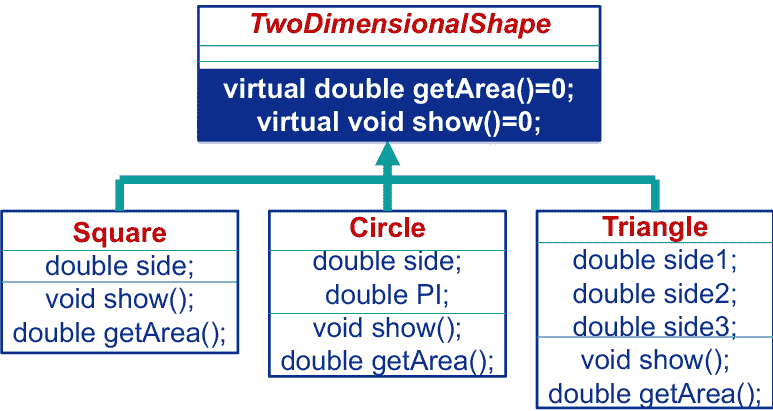 TwoDimensionalShape
virtual double getArea()=0;
virtual void show()=0;
Square
double side;
void show();
double getArea();
Circle
double side;
double PI;
void show();
double getArea();
Triangle
double side1;
double side2;
double side3;
void show();
double getArea();